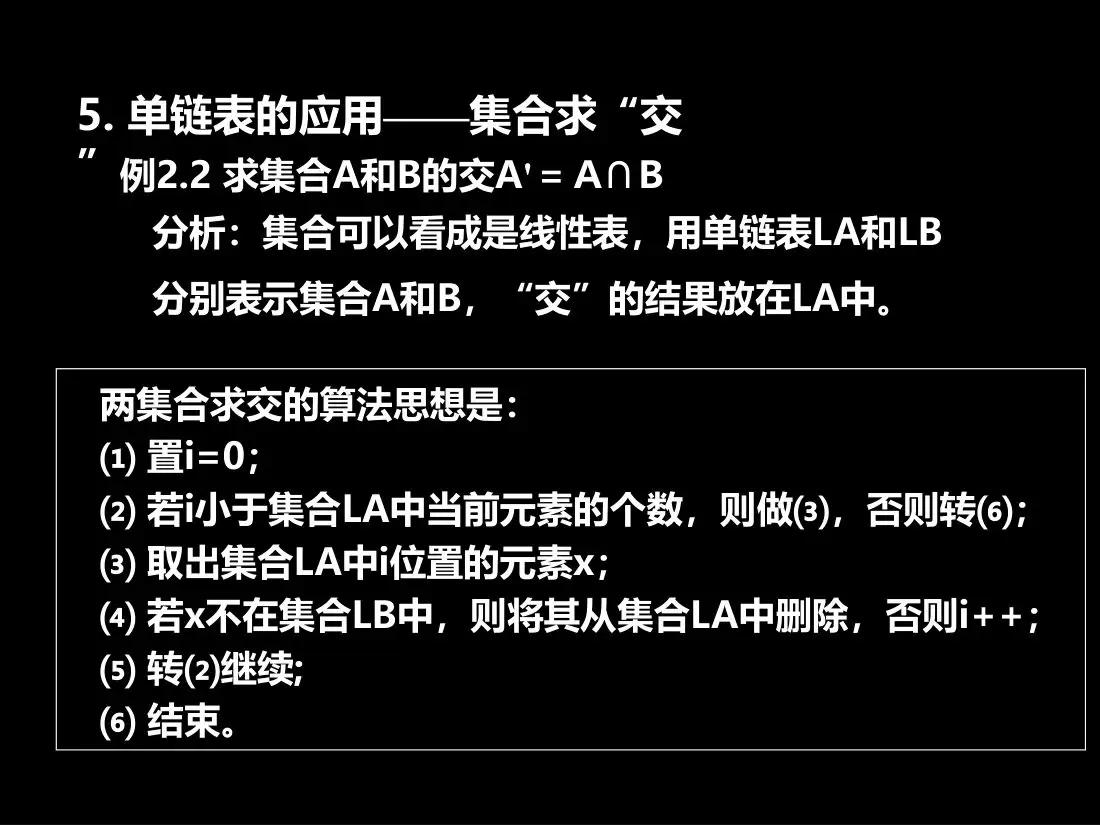 5. 单链表的应用——集合求“交
”
例2.2 求集合A和B的交A' = A∩B
分析：集合可以看成是线性表，用单链表LA和LB
分别表示集合A和B，“交”的结果放在LA中。
两集合求交的算法思想是：
⑴ 置i=0；
⑵ 若i小于集合LA中当前元素的个数，则做⑶，否则转⑹；
⑶ 取出集合LA中i位置的元素x；
⑷ 若x不在集合LB中，则将其从集合LA中删除，否则i++；
⑸ 转⑵继续;
⑹ 结束。